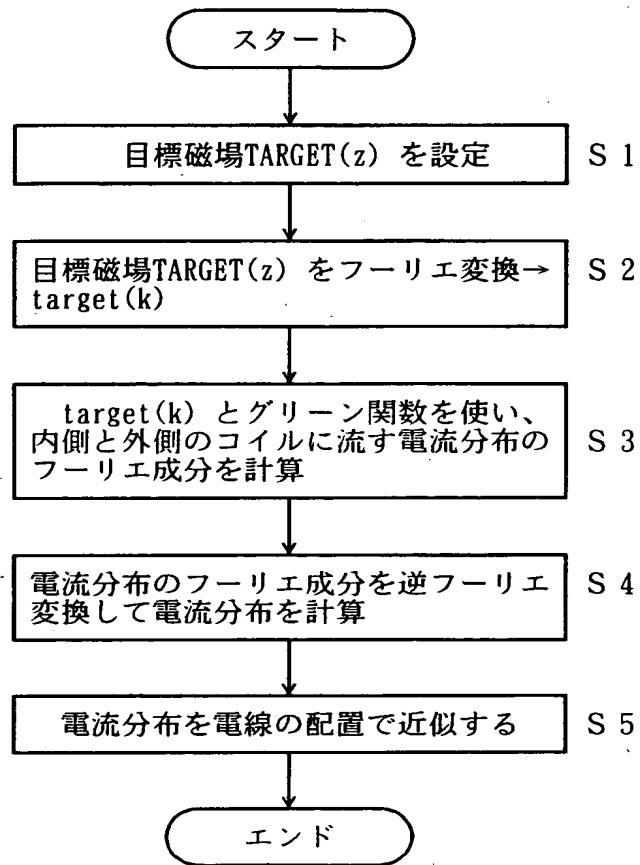 スタート
目標磁場TARGET(z) を設定 S 1
目標磁場TARGET(z) をフーリエ変換→ S 2
target(k)
target(k) とグリーン関数を使い、
内側と外側のコイルに流す電流分布の S 3
フーリエ成分を計算
電流分布のフーリエ成分を逆フーリエ S 4
変換して電流分布を計算
電流分布を電線の配置で近似する S 5
エンド